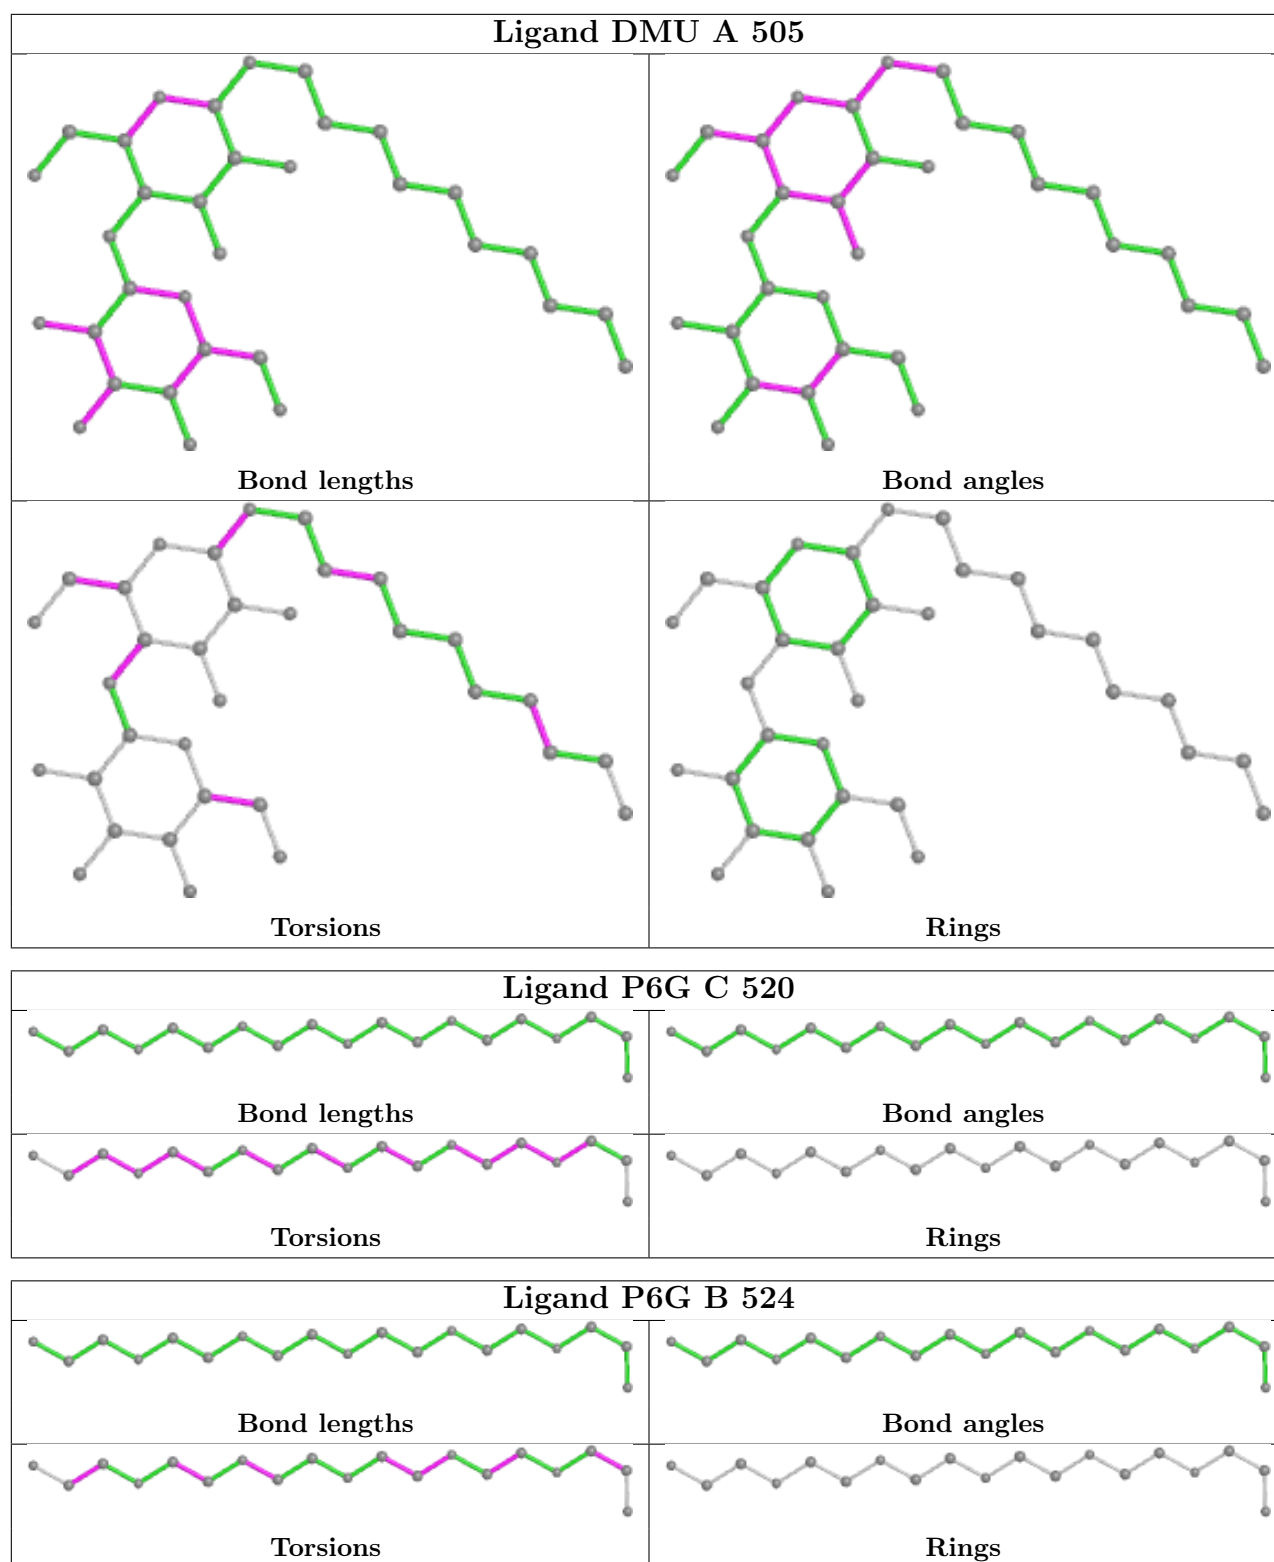 Ligand DMU A 505
Bond lengths
Bond angles
Torsions
Rings
Ligand P6G C 520
Bond lengths
Bond angles
Torsions
Rings
Ligand P6G B 524
Bond lengths
Bond angles
Torsions
Rings